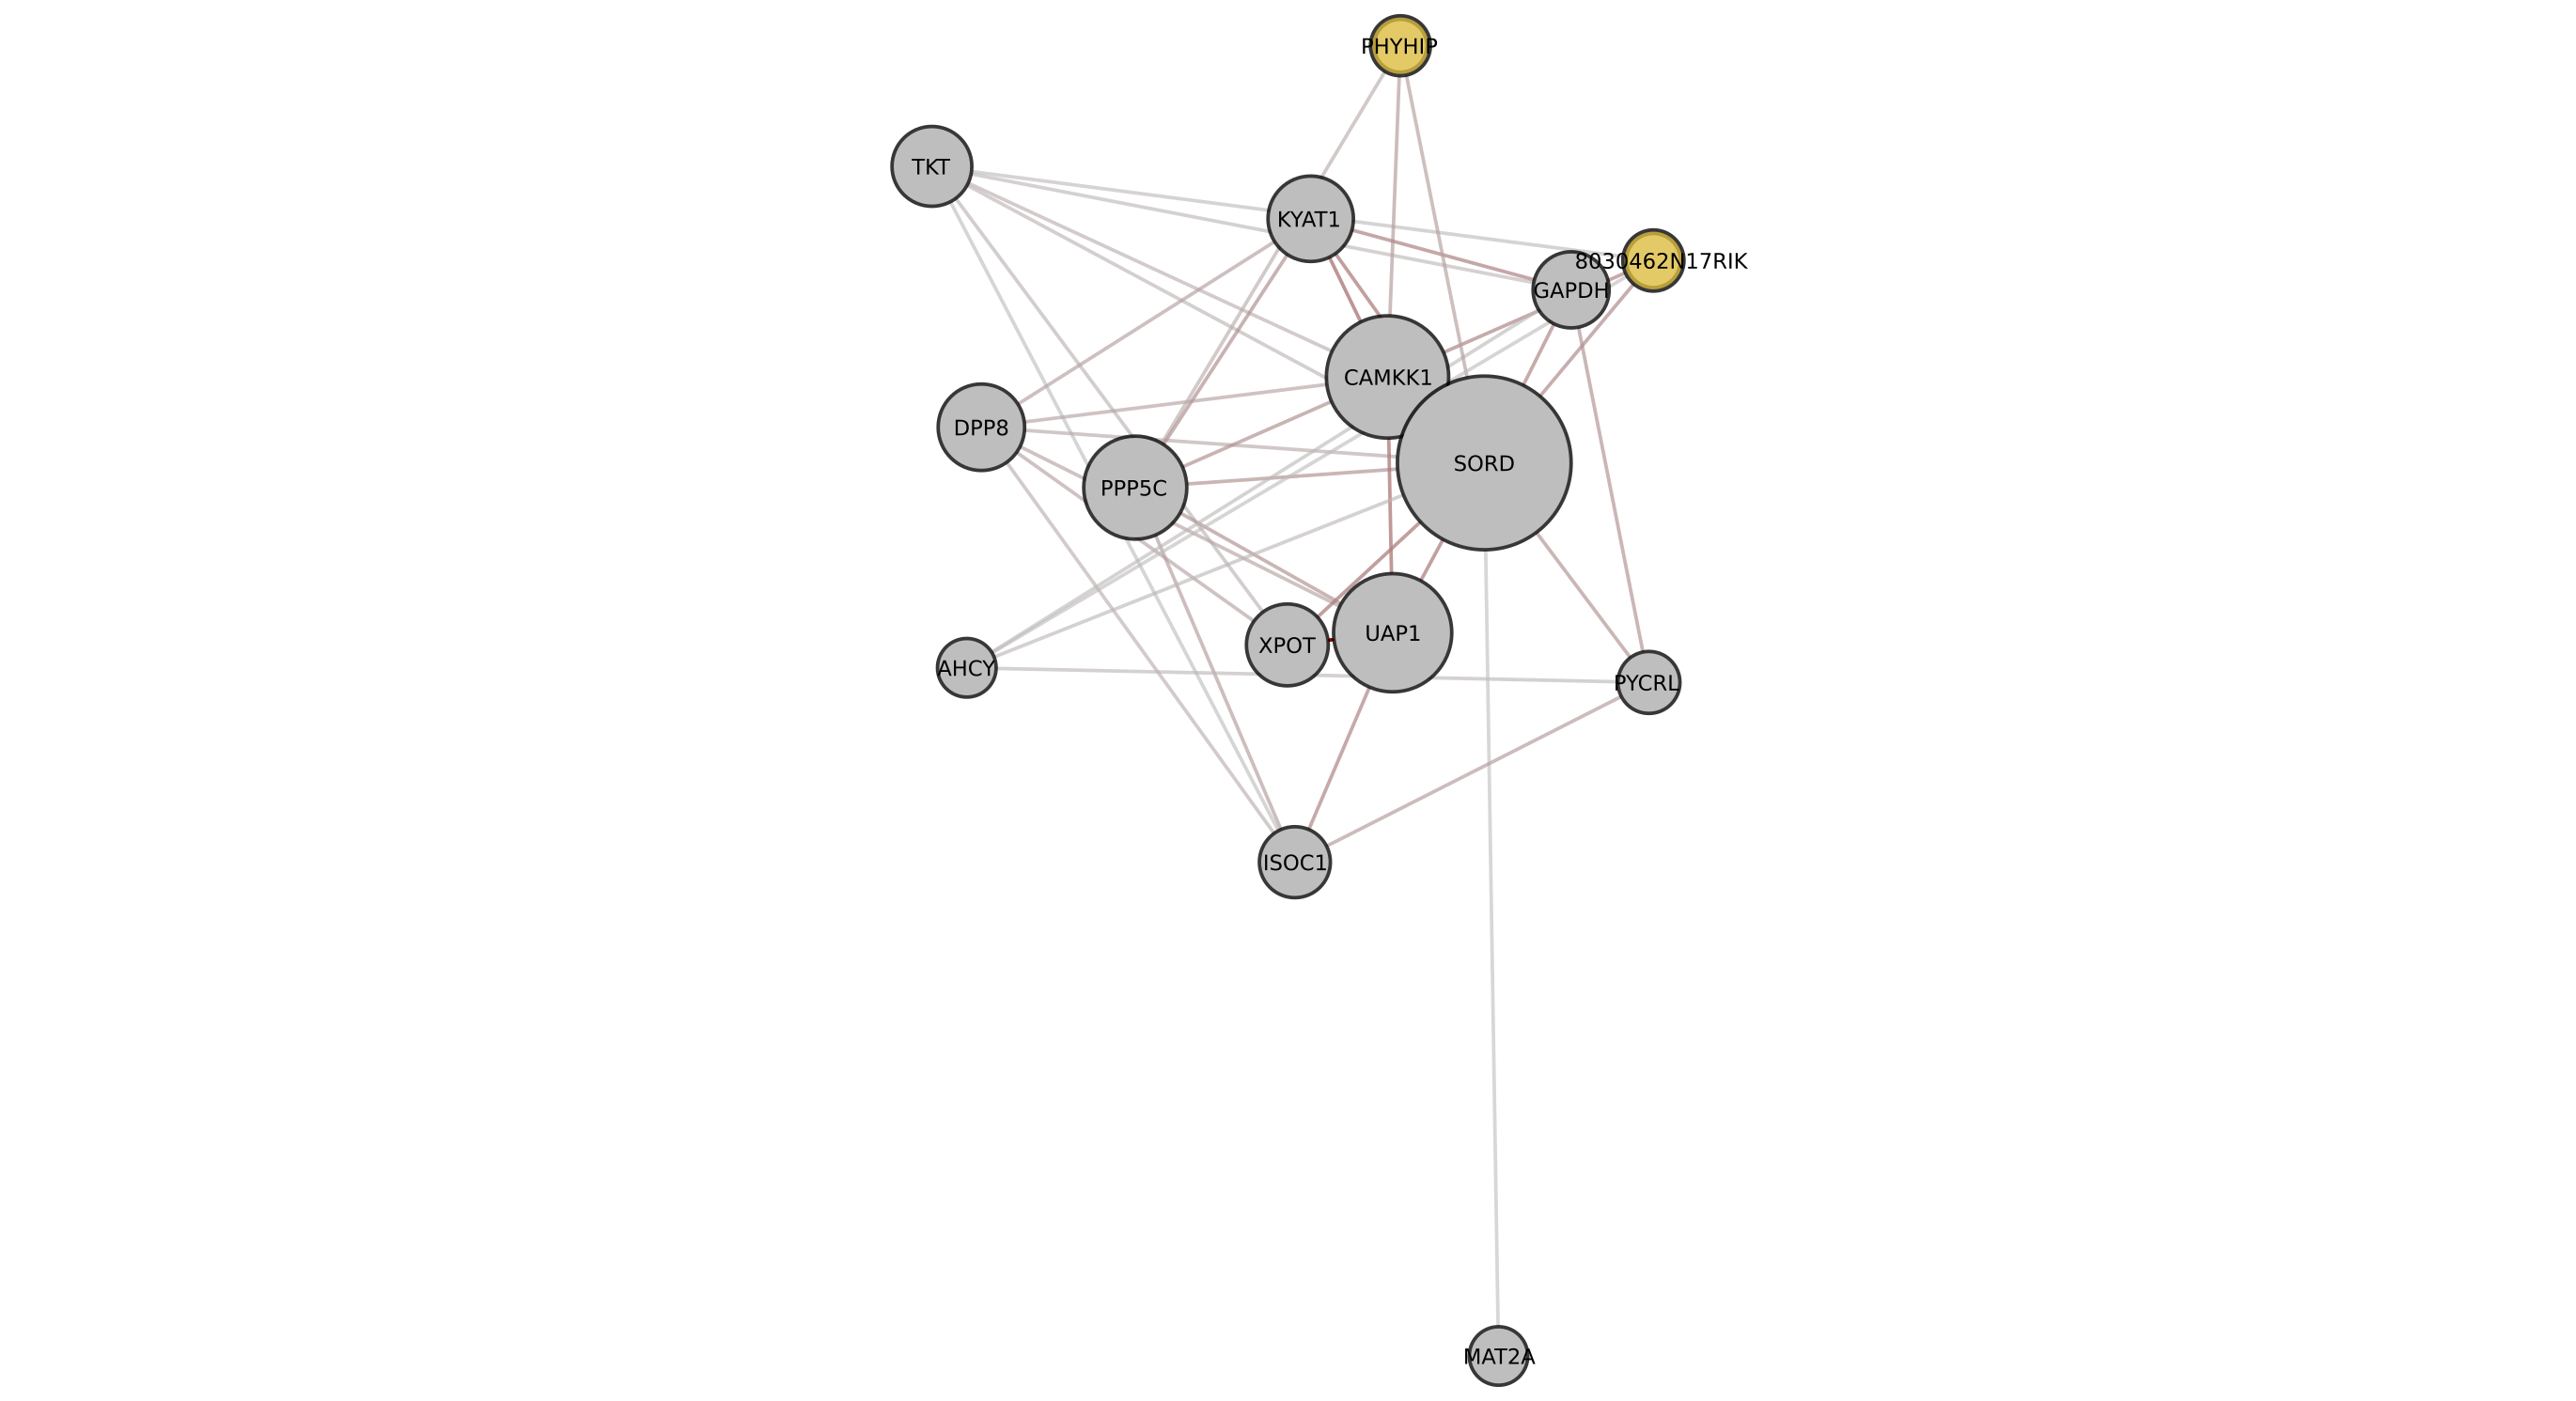 PHYHIP
TKT
KYAT1
8030462N17RIK
GAPDH
CAMKK1
DPP8
SORD
PPP5C
UAP1
XPOT
AHCY
PYCRL
ISOC1
MAT2A